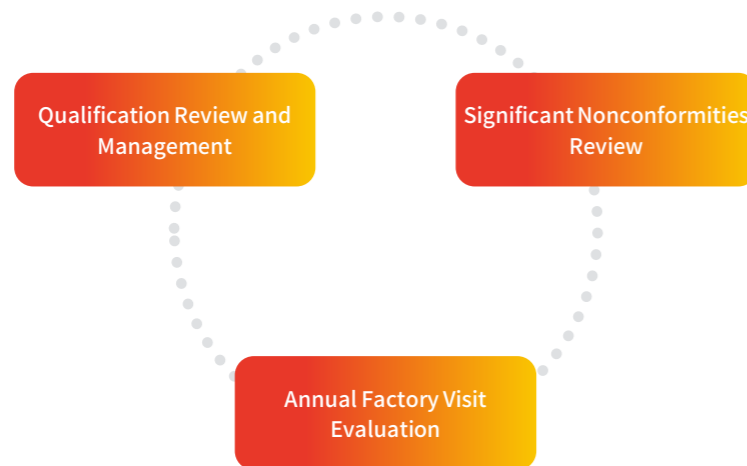 Qualification Review and
Management
Significant Nonconformities
Review
Annual Factory Visit
Evaluation